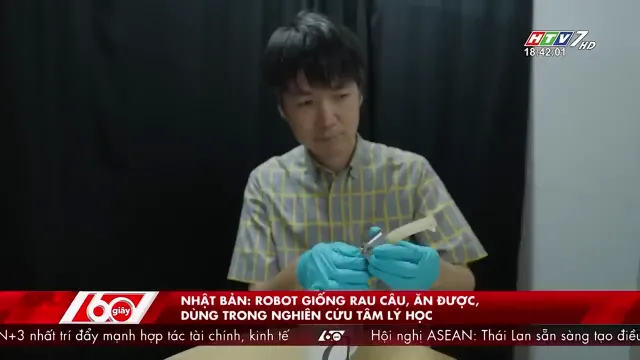 HTV7 HD
18:42:01
60 giây
NHẬT BẢN: ROBOT GIỐNG RAU CÂU, ĂN ĐƯỢC,
DÙNG TRONG NGHIÊN CỨU TÂM LÝ HỌC
N+3 nhất trí đẩy mạnh hợp tác tài chính, kinh tế 60 Hội nghị ASEAN: Thái Lan sẵn sàng tạo điề